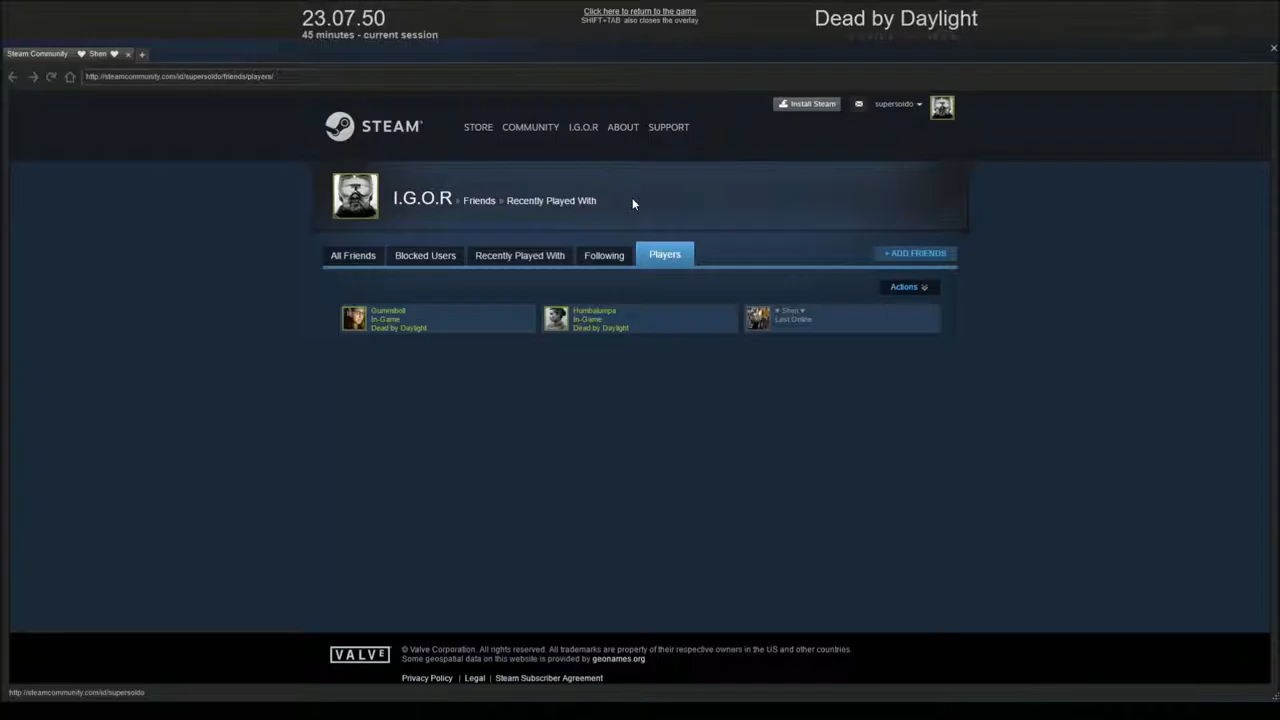 23.07.50
45 minutes - current session
Click here to return to the game
SHIFT+TAB also closes the overlay
Dead by Daylight
Steam Community
♥ Shen ♥ × +
http://steamcommunity.com/id/supersoldo/friends/players/
Install Steam
supersoldo
STEAM®
STORE COMMUNITY I.G.O.R ABOUT SUPPORT
I.G.O.R » Friends » Recently Played With
All Friends Blocked Users Recently Played With Following Players
+ ADD FRIENDS
Actions
Gummiboll
In-Game
Dead by Daylight
Humbalumpa
In-Game
Dead by Daylight
♥ Shen ♥
Last Online
VALVE
© Valve Corporation. All rights reserved. All trademarks are property of their respective owners in the US and other countries.
Some geospatial data on this website is provided by geonames.org.
Privacy Policy | Legal | Steam Subscriber Agreement
http://steamcommunity.com/id/supersoldo